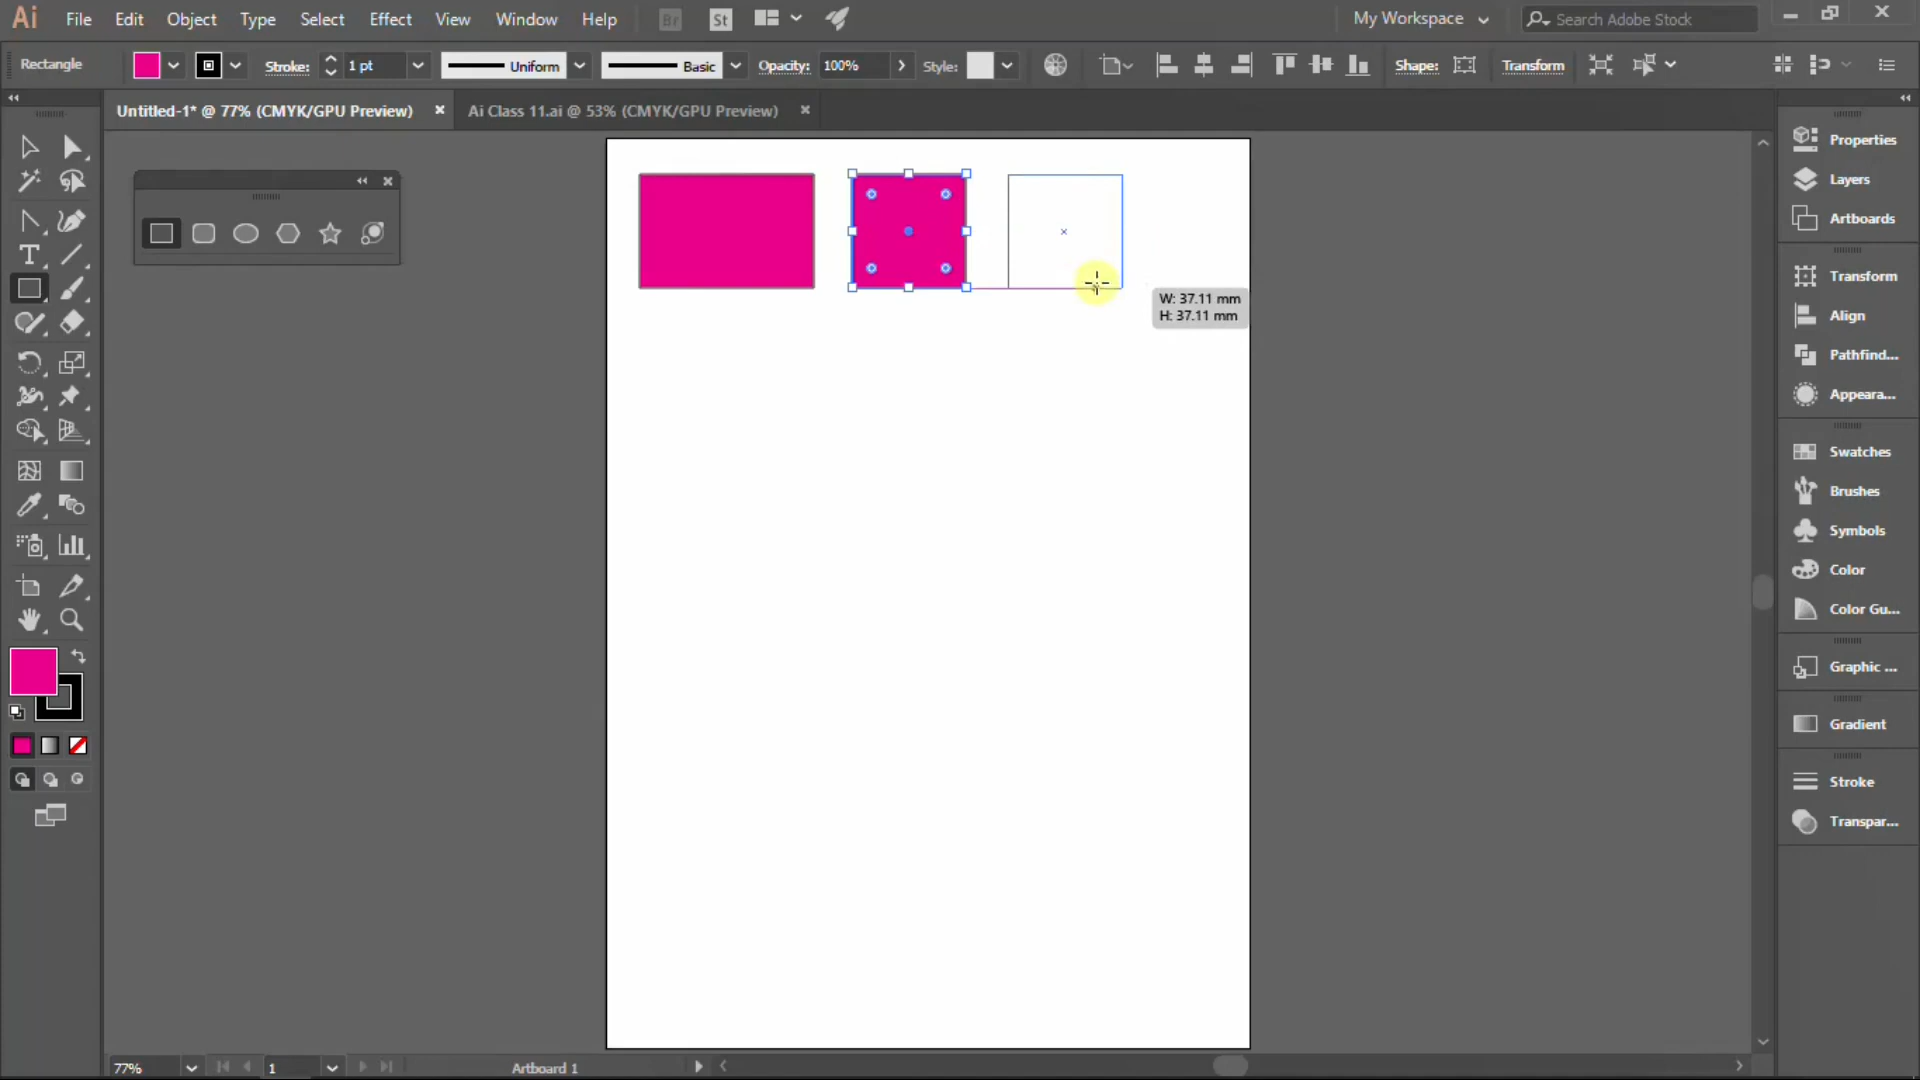 Ai File Edit Object Type Select Effect View Window Help Br St My Workspace Search Adobe Stock
Rectangle Stroke: 1 pt Uniform Basic Opacity: 100% Style: Shape: Transform
Untitled-1* @ 77% (CMYK/GPU Preview) Ai Class 11.ai @ 53% (CMYK/GPU Preview)
Properties
Layers
Artboards
Transform
Align
Pathfind...
Appeara...
Swatches
Brushes
Symbols
Color
Color Gu...
Graphic ...
Gradient
Stroke
Transpar...
W: 37.11 mm
H: 37.11 mm
77% 1 Artboard 1